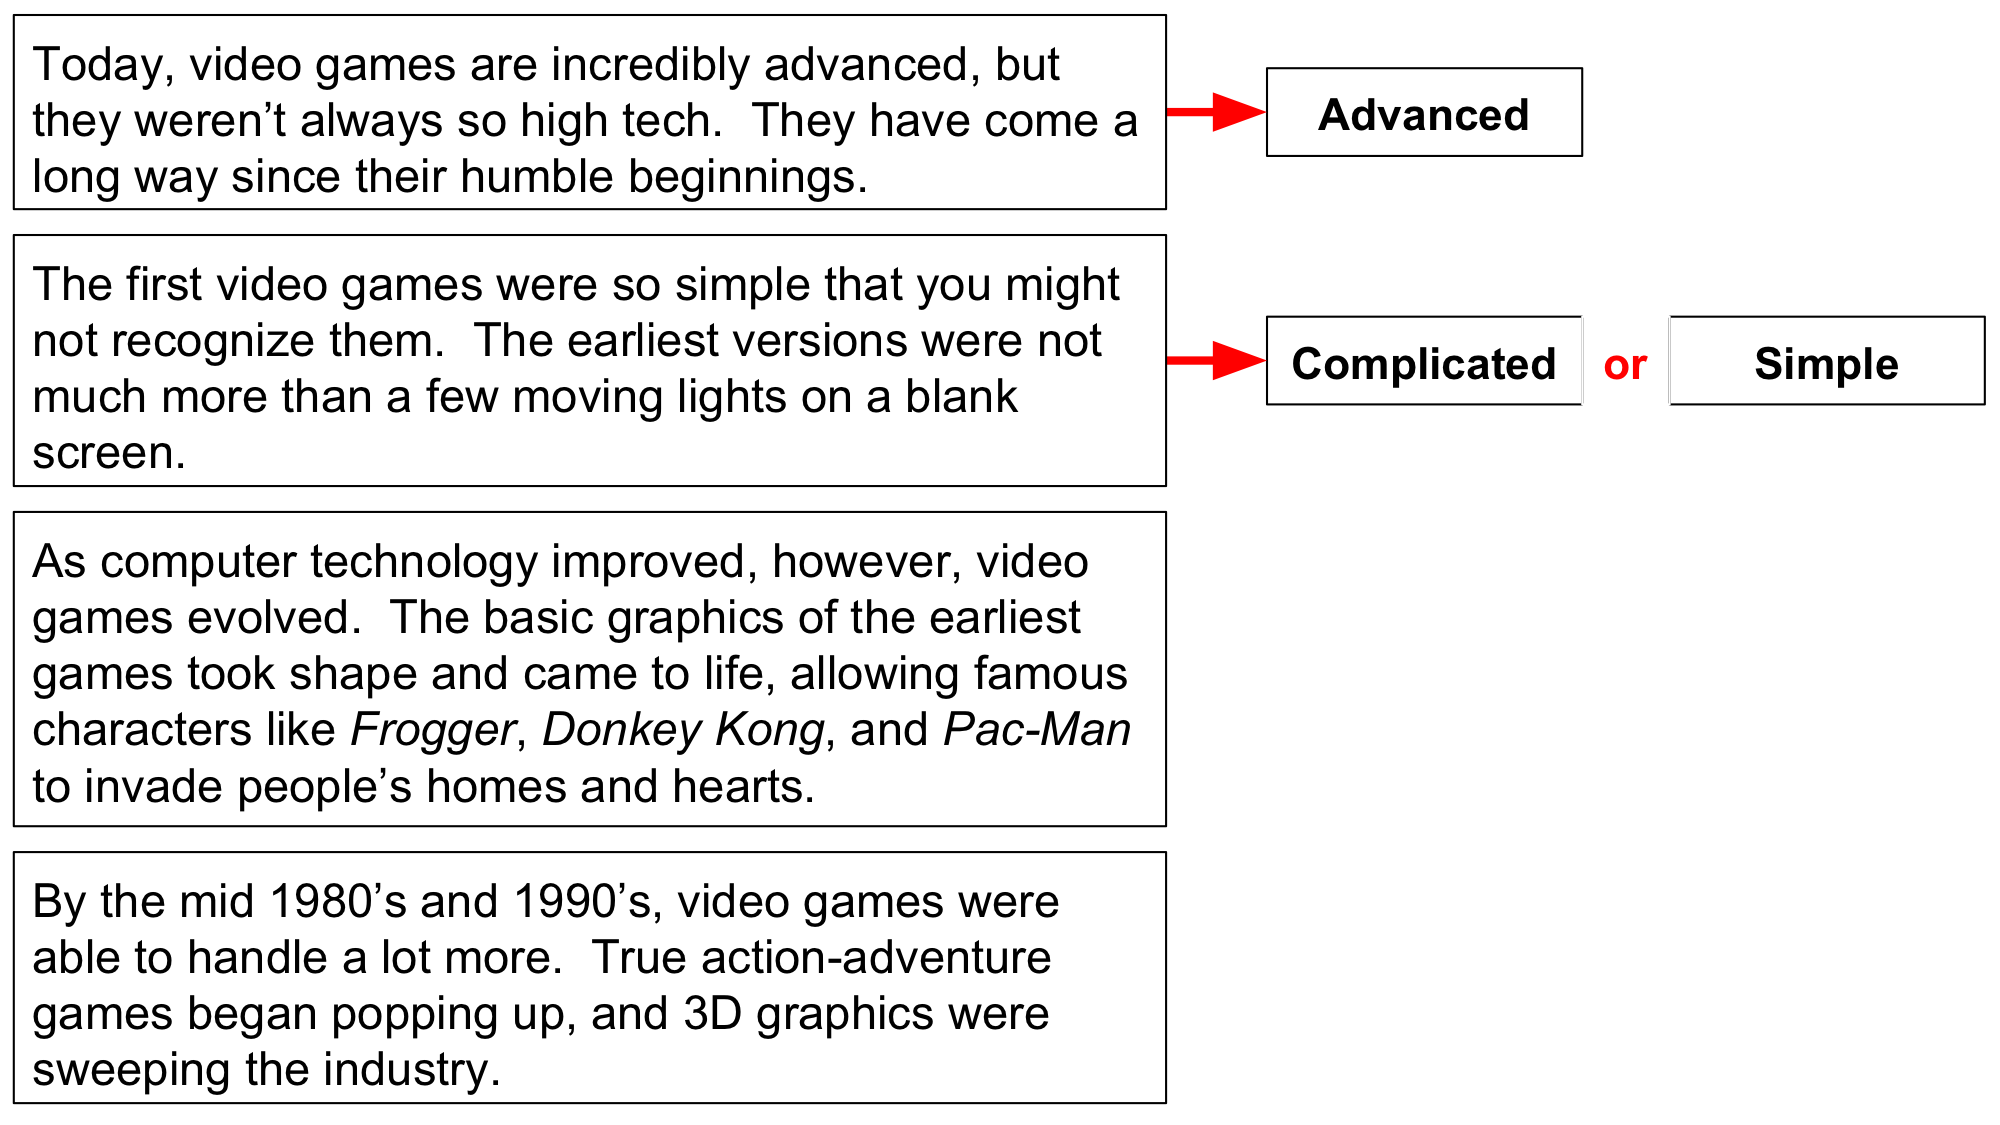 Today, video games are incredibly advanced, but
they weren’t always so high tech.  They have come a
long way since their humble beginnings.
Advanced
The first video games were so simple that you might
not recognize them.  The earliest versions were not
much more than a few moving lights on a blank
screen.
Complicated or Simple
As computer technology improved, however, video
games evolved.  The basic graphics of the earliest
games took shape and came to life, allowing famous
characters like Frogger, Donkey Kong, and Pac-Man
to invade people’s homes and hearts.
By the mid 1980’s and 1990’s, video games were
able to handle a lot more.  True action-adventure
games began popping up, and 3D graphics were
sweeping the industry.